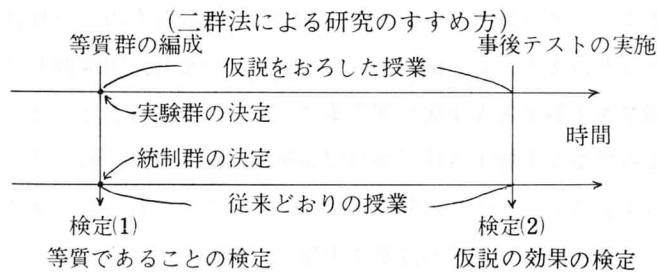 (二群法による研究のすすめ方)
等質群の編成
事後テストの実施
仮説をおろした授業
実験群の決定
時間
統制群の決定
従来どおりの授業
検定(1)
検定(2)
等質であることの検定
仮説の効果の検定